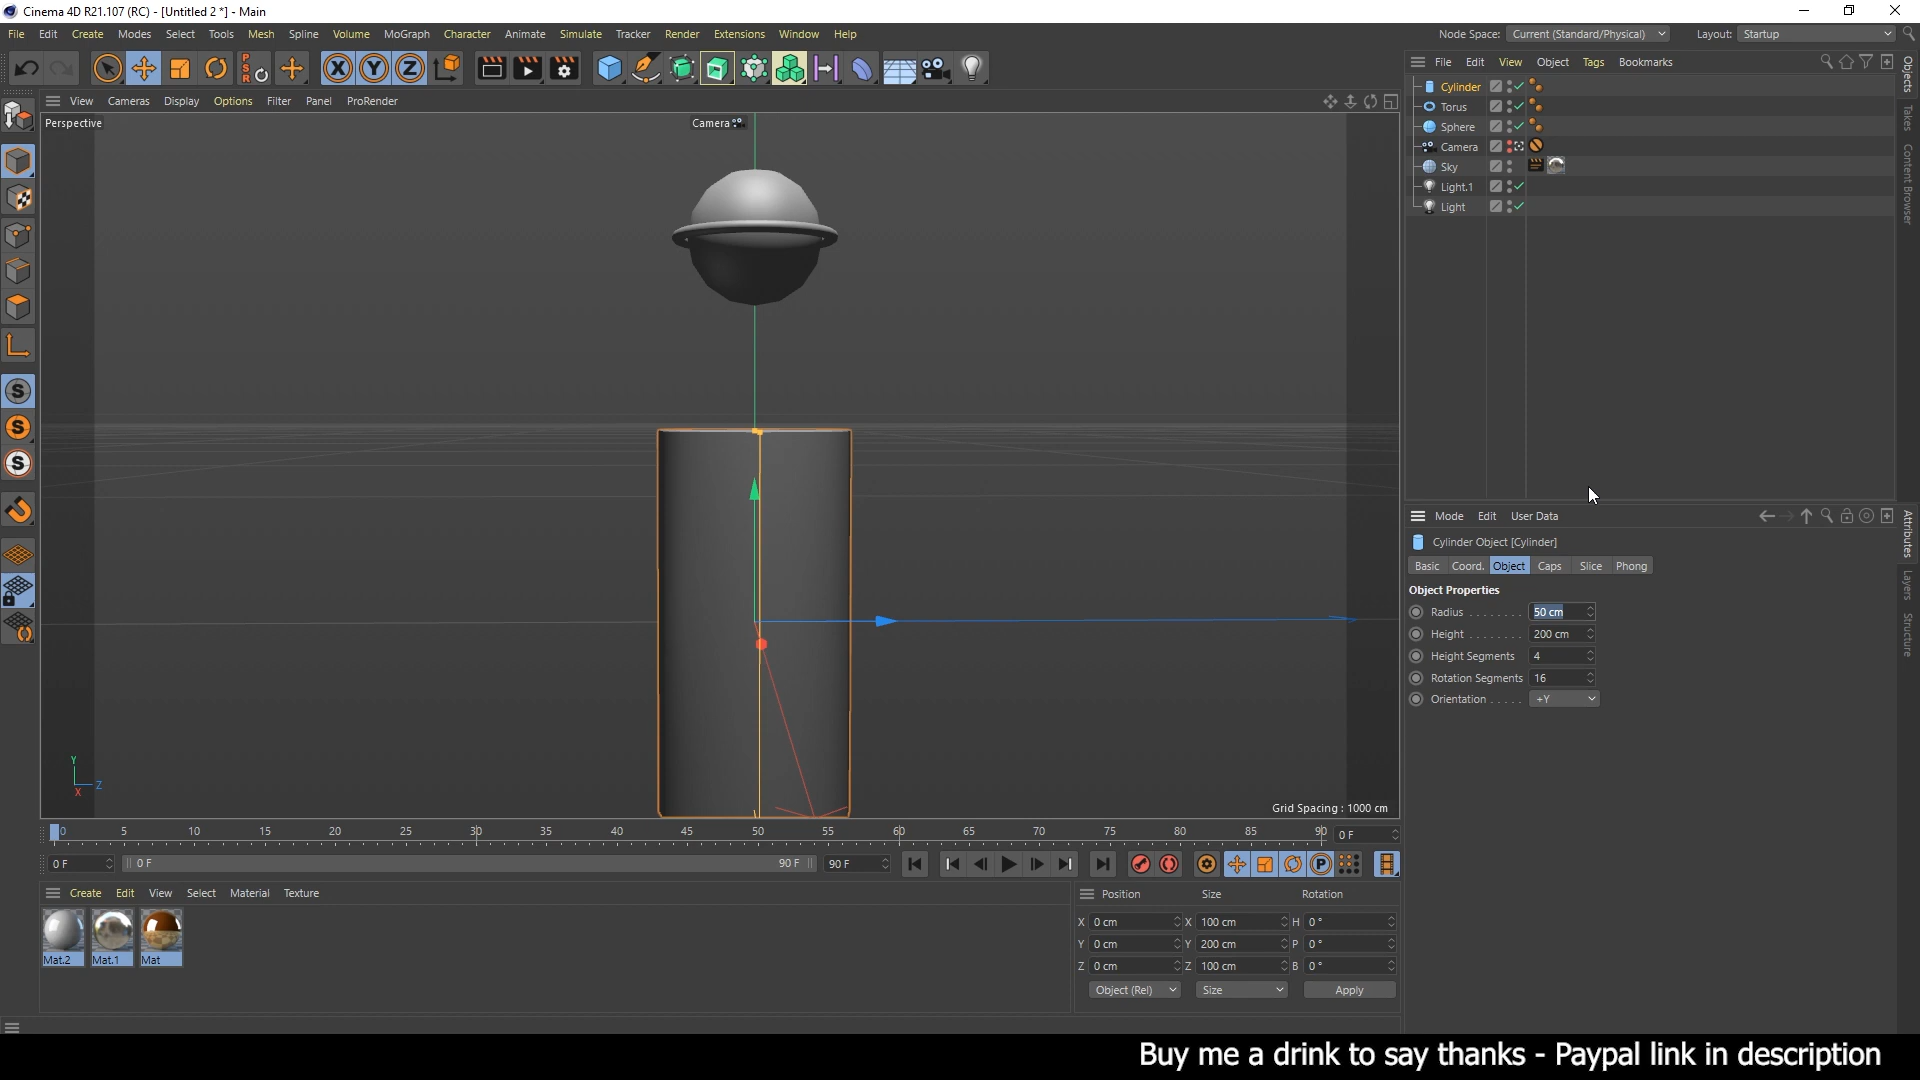 Cinema 4D R21.107 (RC) - [Untitled 2 *] - Main
File Edit Create Modes Select Tools Mesh Spline Volume MoGraph Character Animate Simulate Tracker Render Extensions Window Help
Node Space: Current (Standard/Physical) Layout: Startup
PSR X Y Z
File Edit View Object Tags Bookmarks
View Cameras Display Options Filter Panel ProRender
Perspective
Camera
Cylinder
Torus
Sphere
Camera
Sky
Light.1
Light
Objects
Takes
Content Browser
S
S
S
Mode Edit User Data
Cylinder Object [Cylinder]
Basic Coord. Object Caps Slice Phong
Object Properties
Radius . . . . . . . . 50 cm
Height . . . . . . . . 200 cm
Height Segments 4
Rotation Segments 16
Orientation . . . . . +Y
Attributes
Layers
Structure
Y
Z
X
Grid Spacing : 1000 cm
0 5 10 15 20 25 30 35 40 45 50 55 60 65 70 75 80 85 90 0 F
0 F 0 F 90 F 90 F P
Create Edit View Select Material Texture
Mat.2 Mat.1 Mat
Position Size Rotation
X 0 cm X 100 cm H 0 °
Y 0 cm Y 200 cm P 0 °
Z 0 cm Z 100 cm B 0 °
Object (Rel) Size Apply
Buy me a drink to say thanks - Paypal link in description